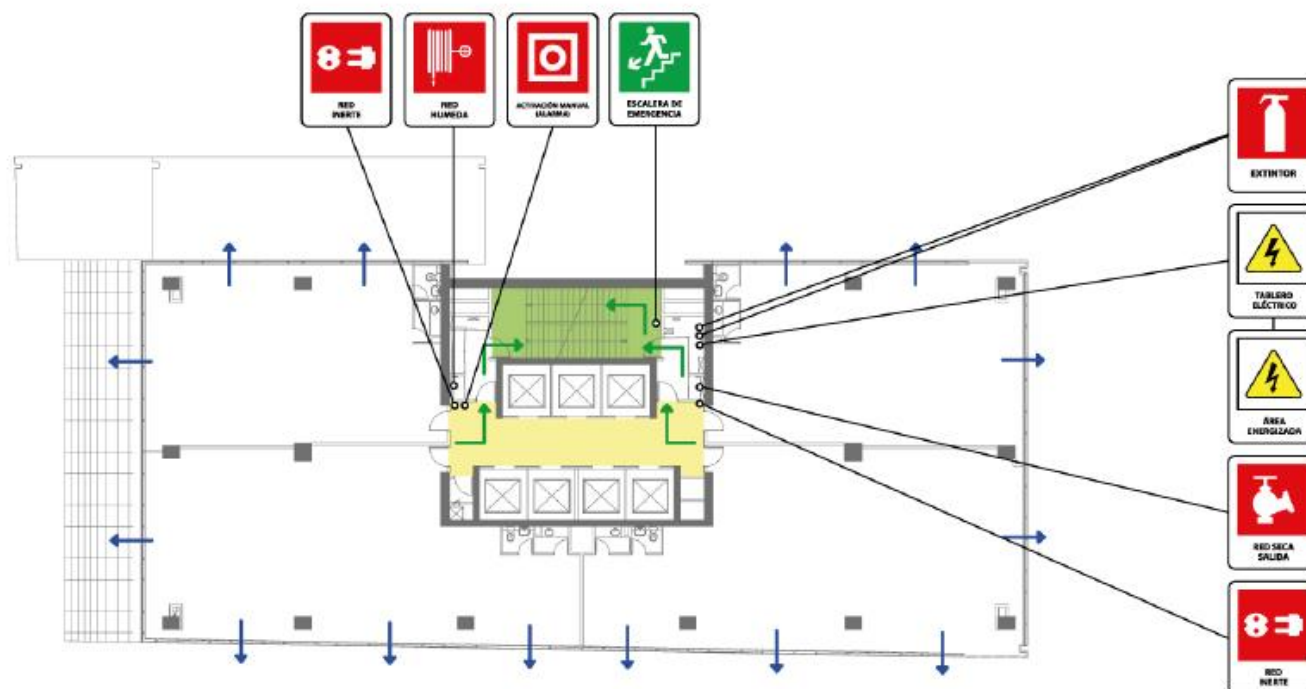 RED
INERTE
RED
HUMEDA
ACTIVACIÓN MANUAL
(ALARMA)
ESCALERA DE
EMERGENCIA
EXTINTOR
TABLERO
ELÉCTRICO
ÁREA
ENERGIZADA
RED SECA
SALIDA
RED
INERTE